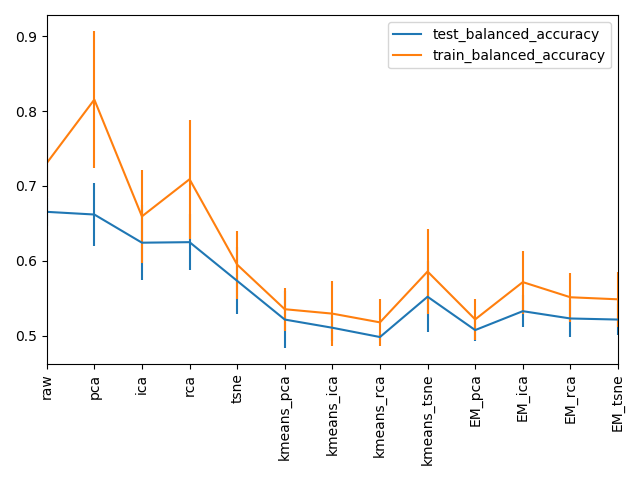 test_balanced_accuracy
train_balanced_accuracy
0.9
0.8
0.7
0.6
0.5
raw
pca
ica
rca
tsne
kmeans_pca
kmeans_ica
kmeans_rca
kmeans_tsne
EM_pca
EM_ica
EM_rca
EM_tsne